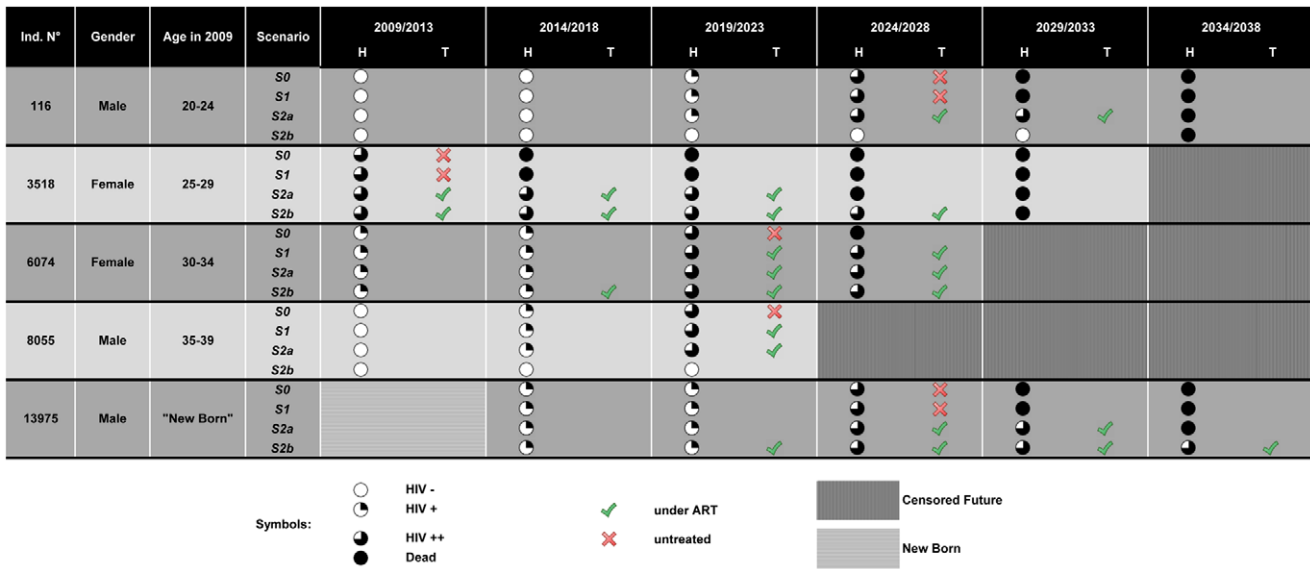 Ind. N° Gender Age in 2009 Scenario 2009/2013 2014/2018 2019/2023 2024/2028 2029/2033 2034/2038
H T H T H T H T H T H T
S0
116 Male 20-24 S1
S2a
S2b
S0
3518 Female 25-29 S1
S2a
S2b
S0
6074 Female 30-34 S1
S2a
S2b
S0
8055 Male 35-39 S1
S2a
S2b
S0
13975 Male "New Born" S1
S2a
S2b
Symbols:
HIV -
HIV +
HIV ++
Dead
under ART
untreated
Censored Future
New Born